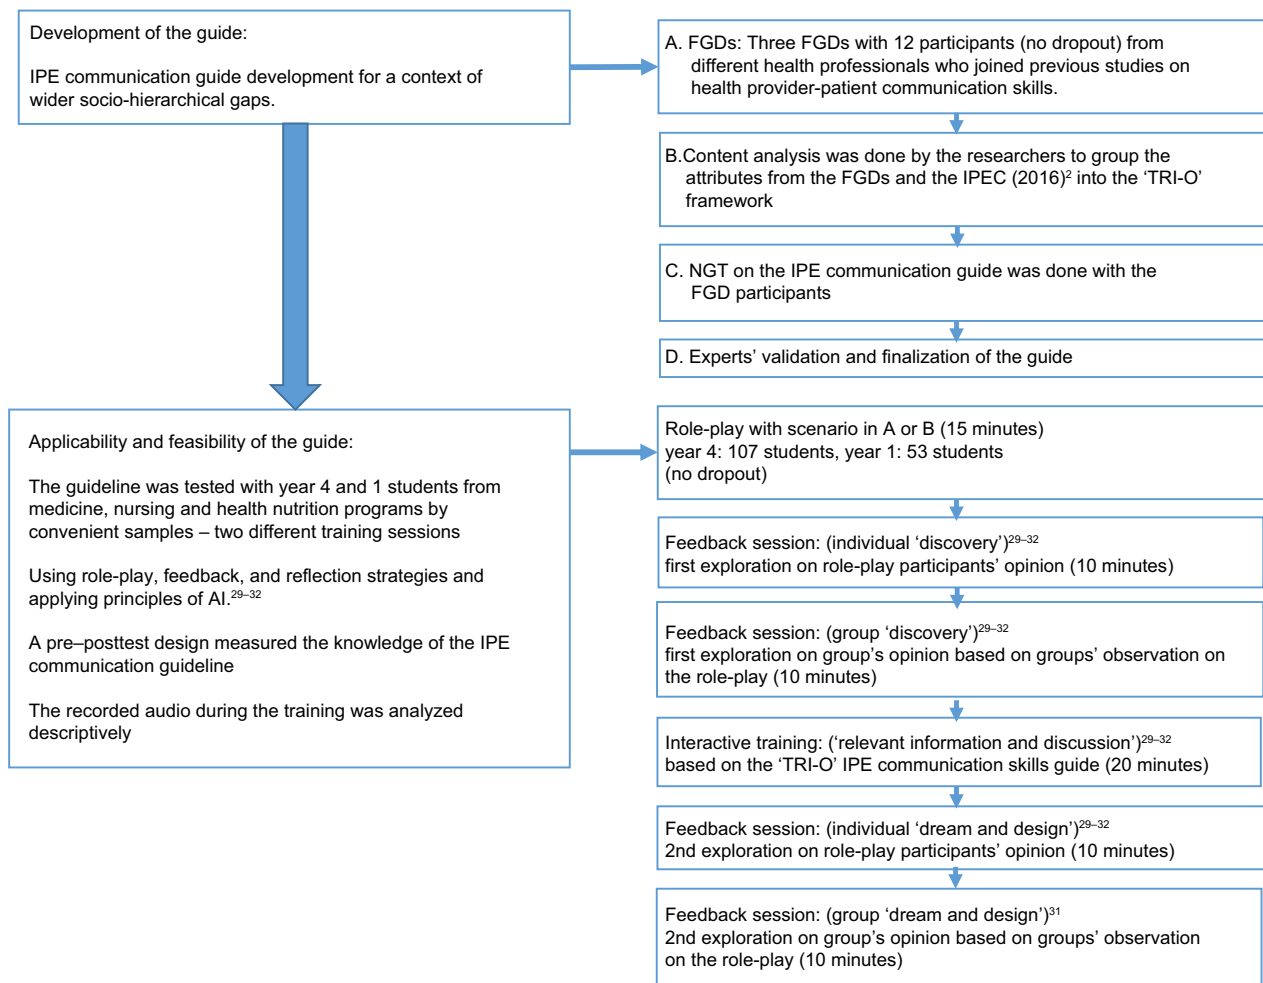 Development of the guide:
IPE communication guide development for a context of
wider socio-hierarchical gaps.
A. FGDs: Three FGDs with 12 participants (no dropout) from
different health professionals who joined previous studies on
health provider-patient communication skills.
B.Content analysis was done by the researchers to group the
attributes from the FGDs and the IPEC (2016)² into the ‘TRI-O’
framework
C. NGT on the IPE communication guide was done with the
FGD participants
D. Experts’ validation and finalization of the guide
Applicability and feasibility of the guide:
The guideline was tested with year 4 and 1 students from
medicine, nursing and health nutrition programs by
convenient samples – two different training sessions
Using role-play, feedback, and reflection strategies and
applying principles of AI.²⁹⁻³²
A pre–posttest design measured the knowledge of the IPE
communication guideline
The recorded audio during the training was analyzed
descriptively
Role-play with scenario in A or B (15 minutes)
year 4: 107 students, year 1: 53 students
(no dropout)
Feedback session: (individual ‘discovery’)²⁹⁻³²
first exploration on role-play participants’ opinion (10 minutes)
Feedback session: (group ‘discovery’)²⁹⁻³²
first exploration on group’s opinion based on groups’ observation on
the role-play (10 minutes)
Interactive training: (‘relevant information and discussion’)²⁹⁻³²
based on the ‘TRI-O’ IPE communication skills guide (20 minutes)
Feedback session: (individual ‘dream and design’)²⁹⁻³²
2nd exploration on role-play participants’ opinion (10 minutes)
Feedback session: (group ‘dream and design’)³¹
2nd exploration on group’s opinion based on groups’ observation
on the role-play (10 minutes)